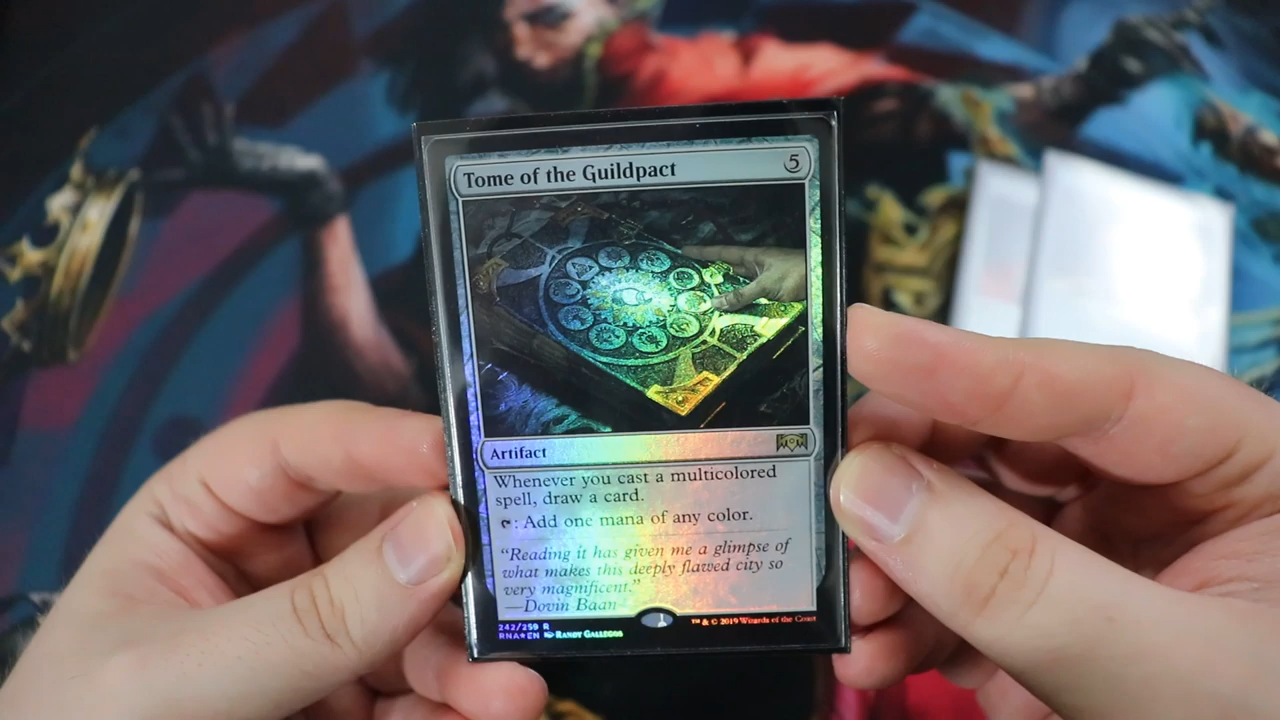 Tome of the Guildpact 5
Artifact
Whenever you cast a multicolored
spell, draw a card.
: Add one mana of any color.
“Reading it has given me a glimpse of
what makes this deeply flawed city so
very magnificent.”
—Dovin Baan
242/259 R
RNA★EN Randy Gallegos
™ & © 2019 Wizards of the Coast